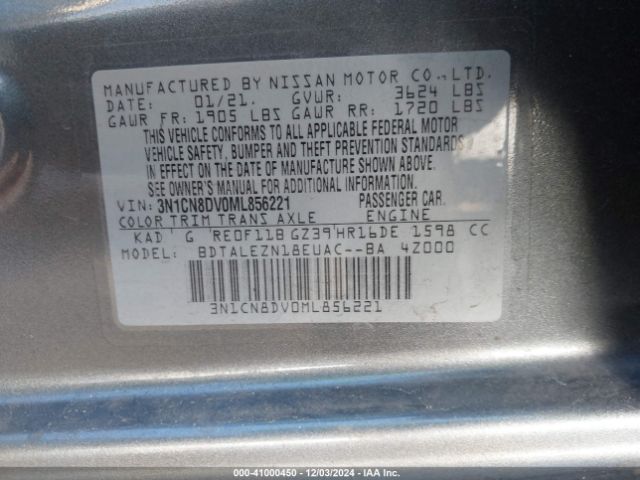 MANUFACTURED BY NISSAN MOTOR CO., LTD.
DATE: 01/21. GVWR: 3624 LBS
GAWR FR: 1905 LBS GAWR RR: 1720 LBS
THIS VEHICLE CONFORMS TO ALL APPLICABLE FEDERAL MOTOR
VEHICLE SAFETY, BUMPER AND THEFT PREVENTION STANDARDS
IN EFFECT ON THE DATE OF MANUFACTURE SHOWN ABOVE.
SEE OWNER'S MANUAL FOR ADDITIONAL INFORMATION.
VIN: 3N1CN8DV0ML856221 PASSENGER CAR.
COLOR TRIM TRANS AXLE ENGINE
KAD G RE0F11B GZ39 HR16DE 1598 CC
MODEL: BDTALEZN18EUAC--BA 4Z000
3N1CN8DV0ML856221
000-41000450 - 12/03/2024 - IAA Inc.